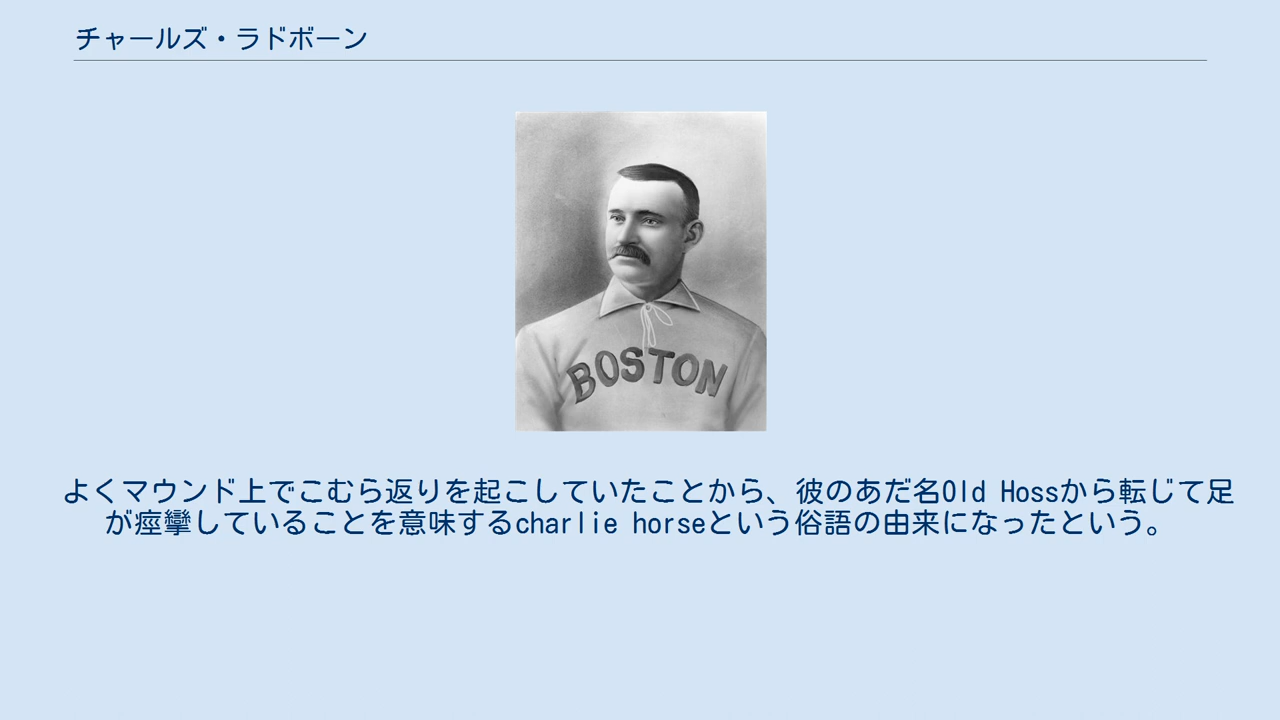 チャールズ・ラドボーン
BOSTON
よくマウンド上でこむら返りを起こしていたことから、彼のあだ名Old Hossから転じて足
が痙攣していることを意味するcharlie horseという俗語の由来になったという。